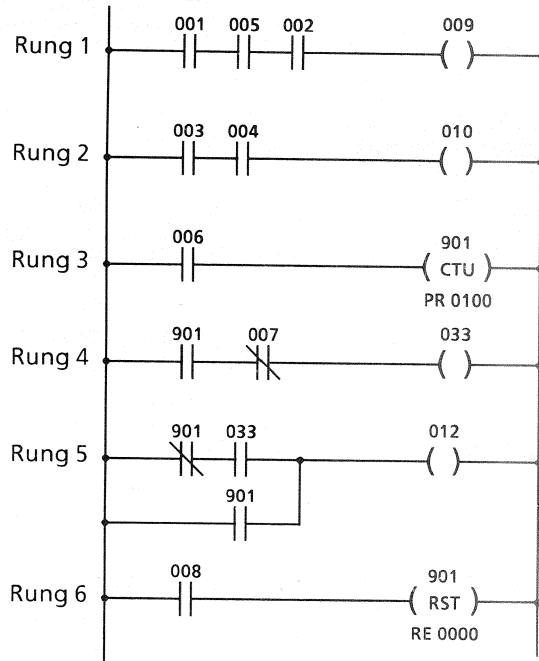 001 005 002 009
Rung 1
003 004 010
Rung 2
006 901
Rung 3 CTU
PR 0100
901 007 033
Rung 4
901 033 012
Rung 5
901
008 901
Rung 6 RST
RE 0000